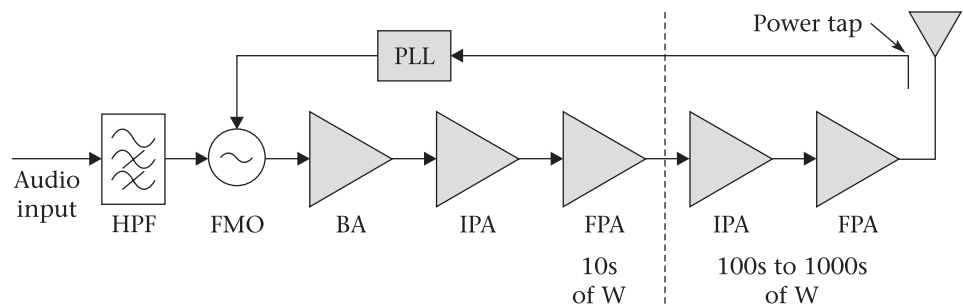 Power tap
PLL
Audio
input
HPF
FMO
BA
IPA
FPA
IPA
FPA
10s
of W
100s to 1000s
of W